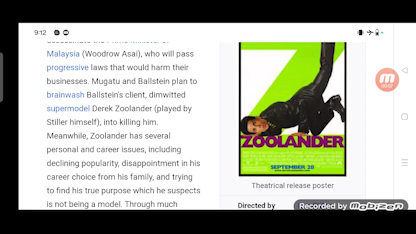 9:12
Malaysia (Woodrow Asai), who will pass
progressive laws that would harm their
businesses. Mugatu and Ballstein plan to
brainwash Ballstein's client, dimwitted
supermodel Derek Zoolander (played by
Stiller himself), into killing him.
Meanwhile, Zoolander has several
personal and career issues, including
declining popularity, disappointment in his
career choice from his family, and trying
to find his true purpose which he suspects
is not being a model. Through much
ZOOLANDER
SEPTEMBER 28
Theatrical release poster
Directed by
Recorded by MOBIZEN